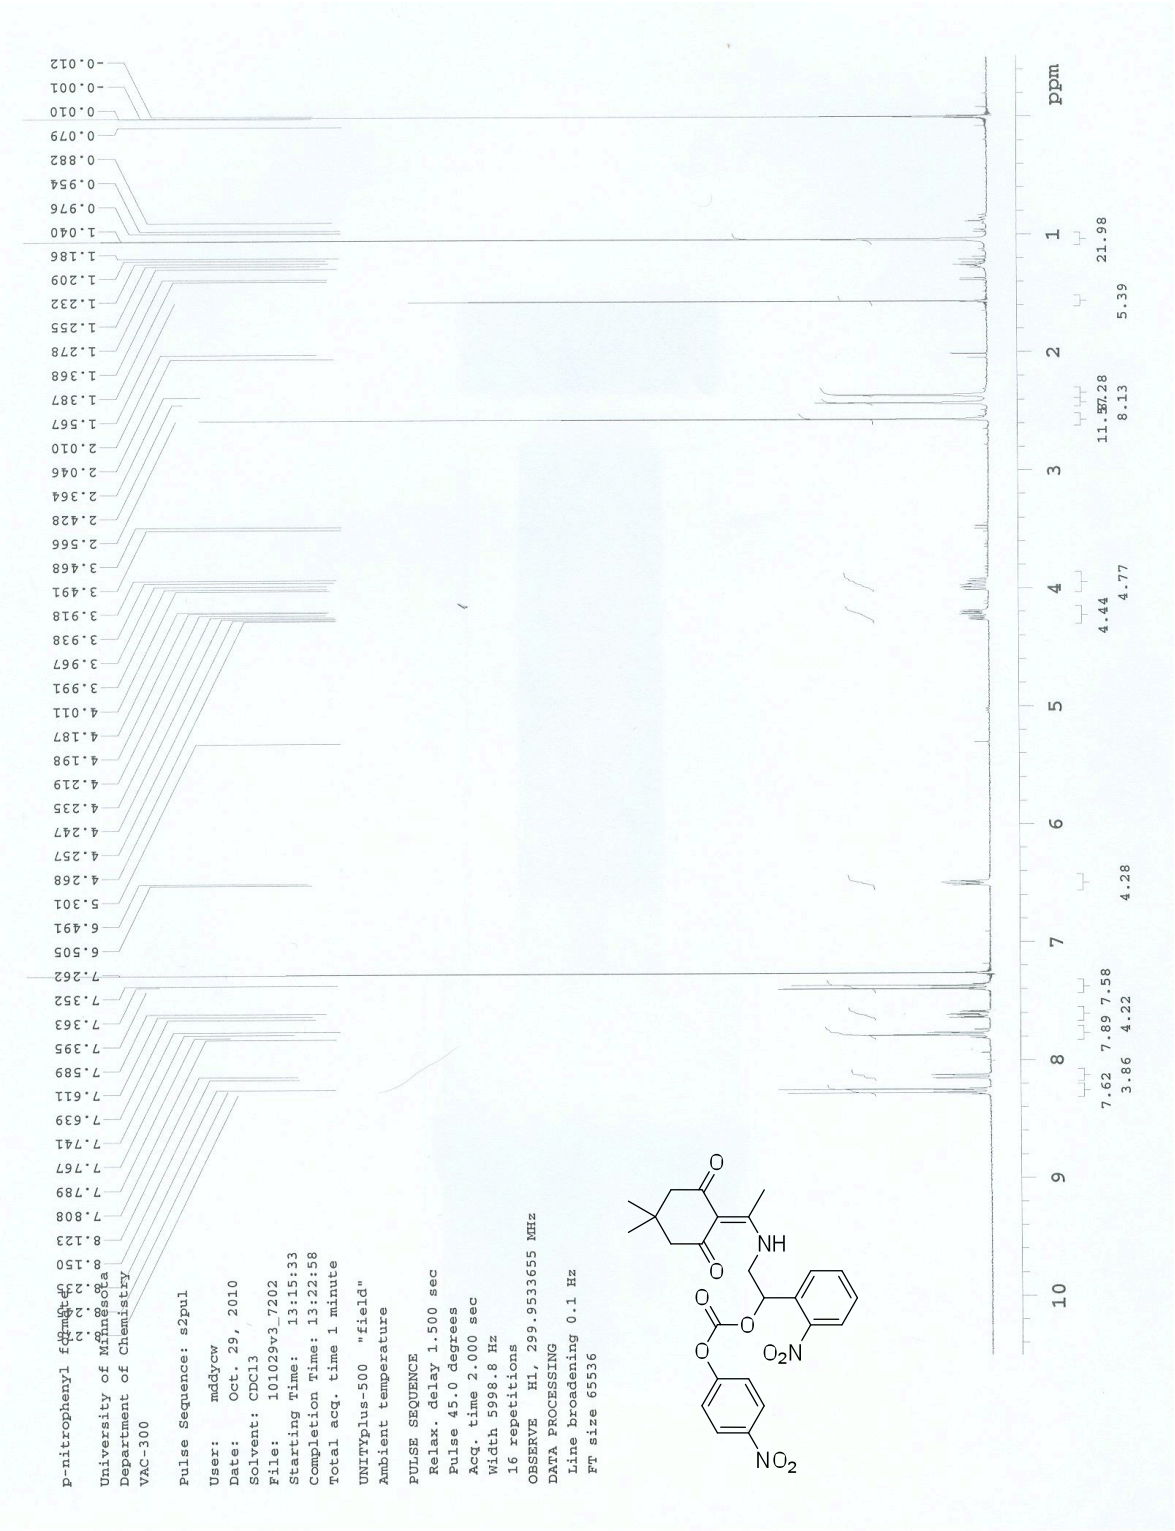 p-nitrophenyl formate
University of Minnesota
Department of Chemistry
VAC-300
Pulse Sequence: s2pul
User: mddycw
Date: Oct. 29, 2010
Solvent: CDCl3
File: 101029v3_7202
Starting Time: 13:15:33
Completion Time: 13:22:58
Total acq. time 1 minute
UNITYplus-500 "field"
Ambient temperature
PULSE SEQUENCE
Relax. delay 1.500 sec
Pulse 45.0 degrees
Acq. time 2.000 sec
Width 5998.8 Hz
16 repetitions
OBSERVE H1, 299.9533655 MHz
DATA PROCESSING
Line broadening 0.1 Hz
FT size 65536
8.245
8.235
8.150
8.123
7.808
7.789
7.767
7.741
7.639
7.611
7.589
7.395
7.363
7.352
7.262
6.505
6.491
5.301
4.268
4.257
4.247
4.235
4.219
4.198
4.187
4.011
3.991
3.967
3.938
3.918
3.491
3.468
2.566
2.428
2.364
2.046
2.010
1.567
1.387
1.368
1.278
1.255
1.232
1.209
1.186
1.040
0.976
0.954
0.882
0.079
0.010
-0.001
-0.012
O
O
NH
O
O
O
O2N
NO2
10 9 8 7 6 5 4 3 2 1 ppm
7.62 7.89 7.58 4.44 21.98
3.86 4.22 4.28 4.77 8.13 5.39